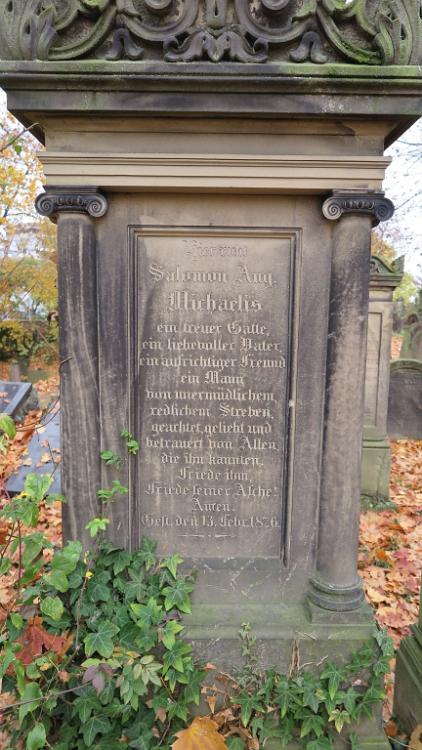 Hier ruht
Salomon Aug.
Michaelis
ein treuer Gatte,
ein liebevoller Vater,
ein aufrichtiger Freund
ein Mann
von unermüdlichem
redlichem Streben,
geachtet, geliebt und
betrauert von Allen,
die ihn kannten,
Friede ihm,
Friede seiner Asche!
Amen.
Gest. den 13. Febr. 1876.